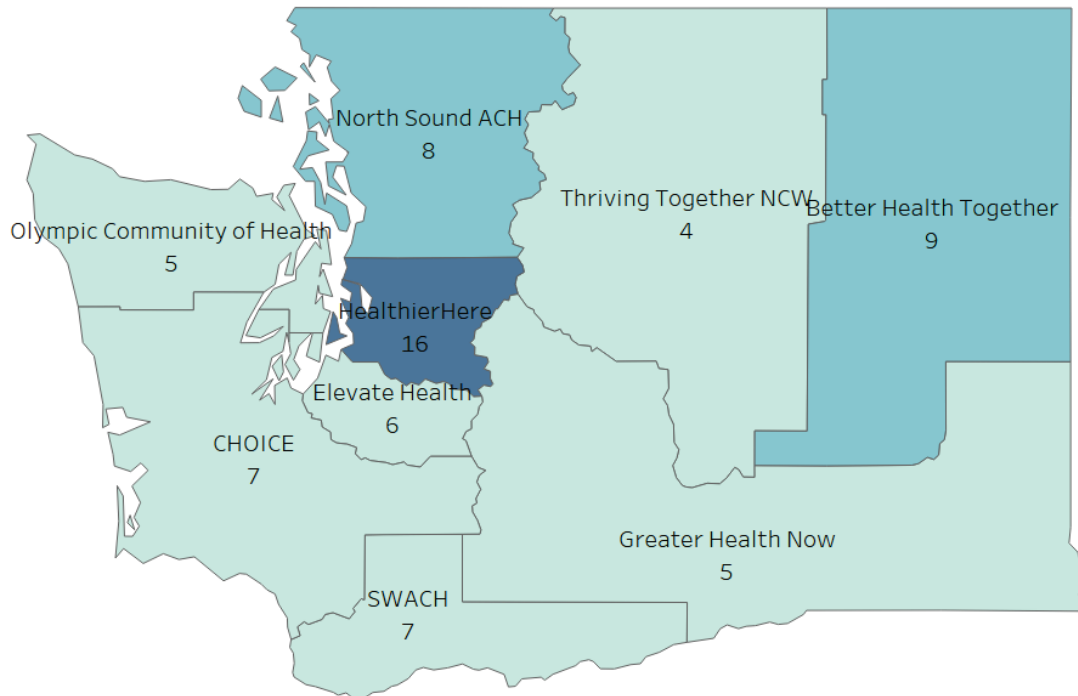 North Sound ACH
8
Thriving Together NCW
4
Better Health Together
9
Olympic Community of Health
5
HealthierHere
16
Elevate Health
6
CHOICE
7
Greater Health Now
5
SWACH
7